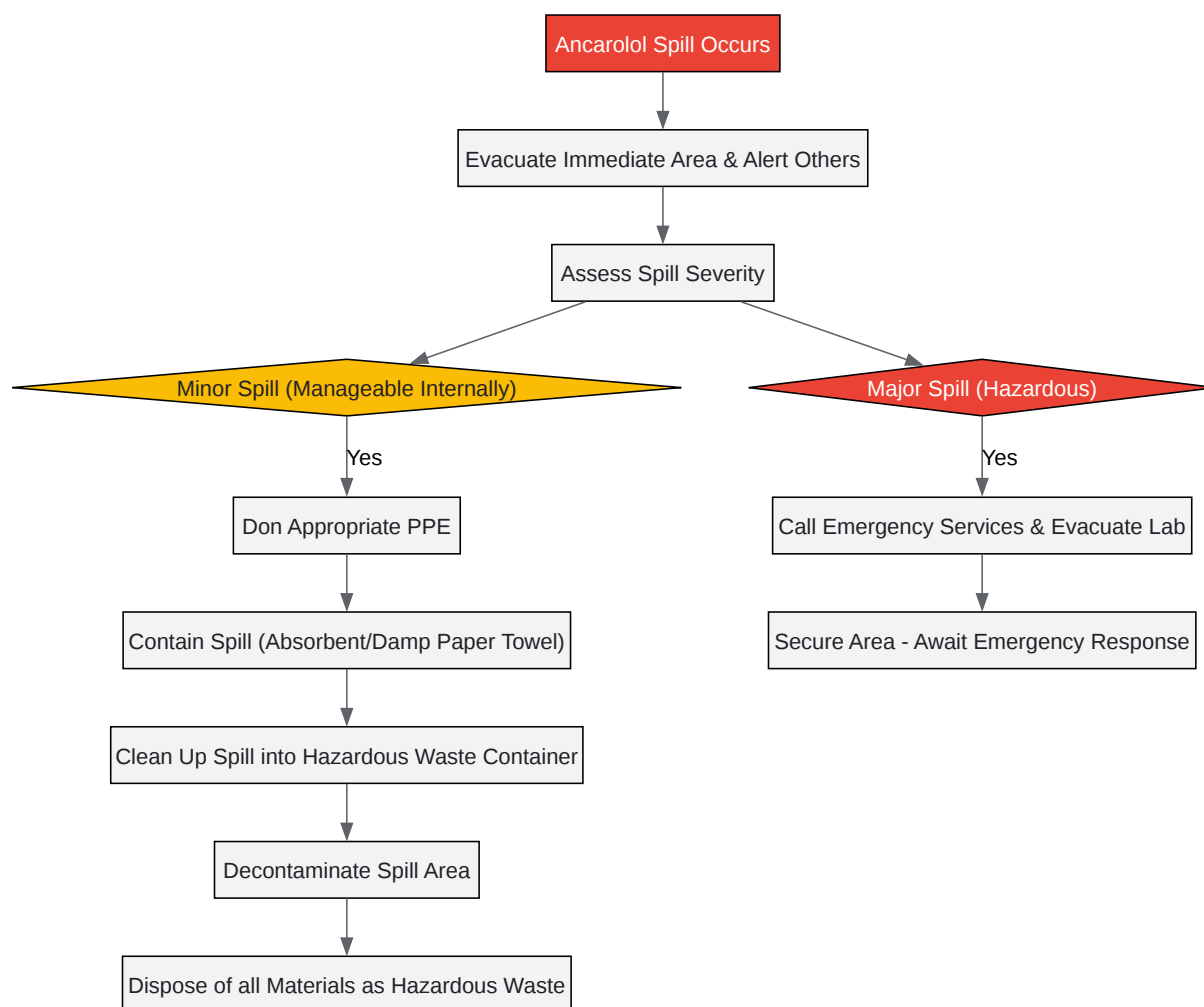 Ancarolol Spill Occurs
Evacuate Immediate Area & Alert Others
Assess Spill Severity
Minor Spill (Manageable Internally)
Major Spill (Hazardous)
Yes
Yes
Don Appropriate PPE
Call Emergency Services & Evacuate Lab
Contain Spill (Absorbent/Damp Paper Towel)
Secure Area - Await Emergency Response
Clean Up Spill into Hazardous Waste Container
Decontaminate Spill Area
Dispose of all Materials as Hazardous Waste